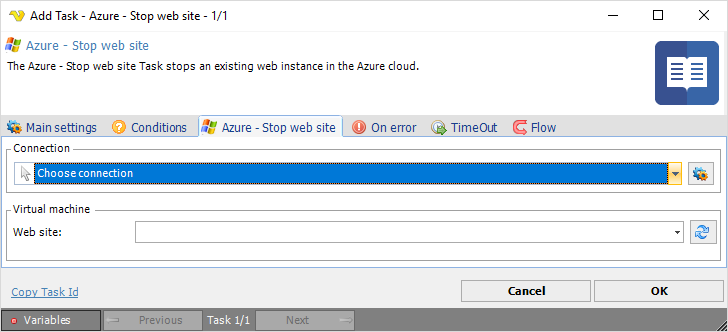 Add Task - Azure - Stop web site - 1/1
Azure - Stop web site
The Azure - Stop web site Task stops an existing web instance in the Azure cloud.
Main settings Conditions Azure - Stop web site On error TimeOut Flow
Connection
Choose connection
Virtual machine
Web site:
Copy Task Id Cancel OK
Variables Previous Task 1/1 Next